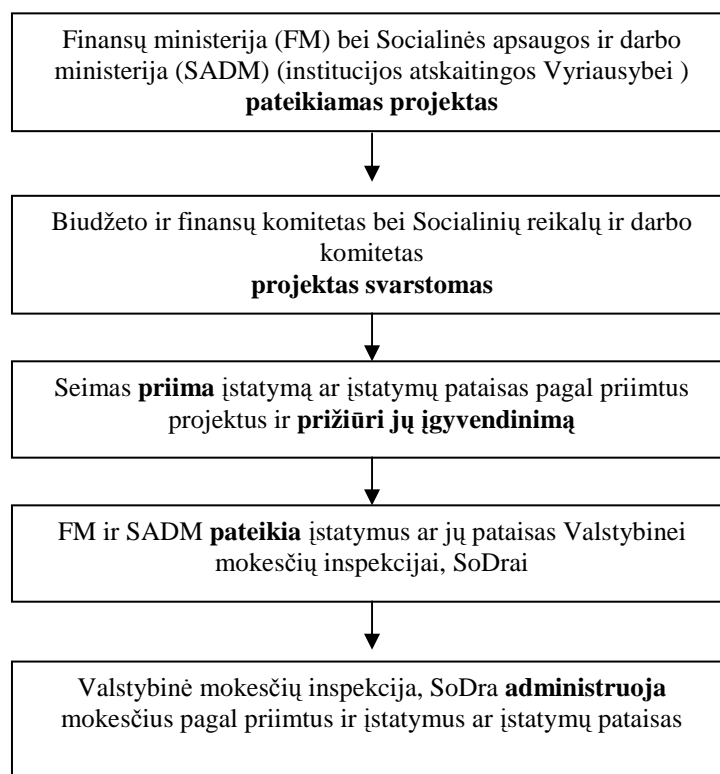 Finansų ministerija (FM) bei Socialinės apsaugos ir darbo
ministerija (SADM) (institucijos atskaitingos Vyriausybei )
pateikiamas projektas
Biudžeto ir finansų komitetas bei Socialinių reikalų ir darbo
komitetas
projektas svarstomas
Seimas priima įstatymą ar įstatymų pataisas pagal priimtus
projektus ir prižiūri jų įgyvendinimą
FM ir SADM pateikia įstatymus ar jų pataisas Valstybinei
mokesčių inspekcijai, SoDrai
Valstybinė mokesčių inspekcija, SoDra administruoja
mokesčius pagal priimtus ir įstatymus ar įstatymų pataisas